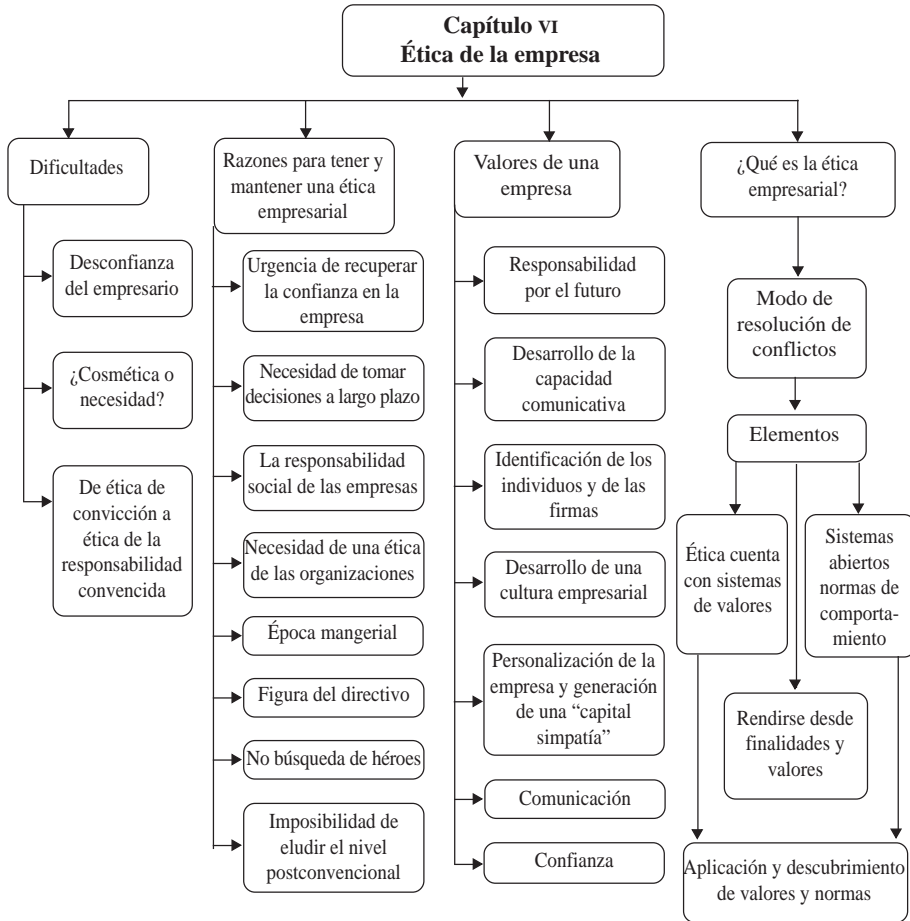 Capítulo VI
Ética de la empresa
Dificultades
Desconfianza
del empresario
¿Cosmética o
necesidad?
De ética de
convicción a
ética de la
responsabilidad
convencida
Razones para tener y
mantener una ética
empresarial
Urgencia de recuperar
la confianza en la
empresa
Necesidad de tomar
decisiones a largo plazo
La responsabilidad
social de las empresas
Necesidad de una ética
de las organizaciones
Época mangerial
Figura del directivo
No búsqueda de héroes
Imposibilidad de
eludir el nivel
postconvencional
Valores de una
empresa
Responsabilidad
por el futuro
Desarrollo de la
capacidad
comunicativa
Identificación de los
individuos y de las
firmas
Desarrollo de una
cultura empresarial
Personalización de la
empresa y generación
de una “capital
simpatía”
Comunicación
Confianza
¿Qué es la ética
empresarial?
Modo de
resolución de
conflictos
Elementos
Ética cuenta
con sistemas
de valores
Rendirse desde
finalidades y
valores
Sistemas
abiertos
normas de
comporta-
miento
Aplicación y descubrimiento
de valores y normas